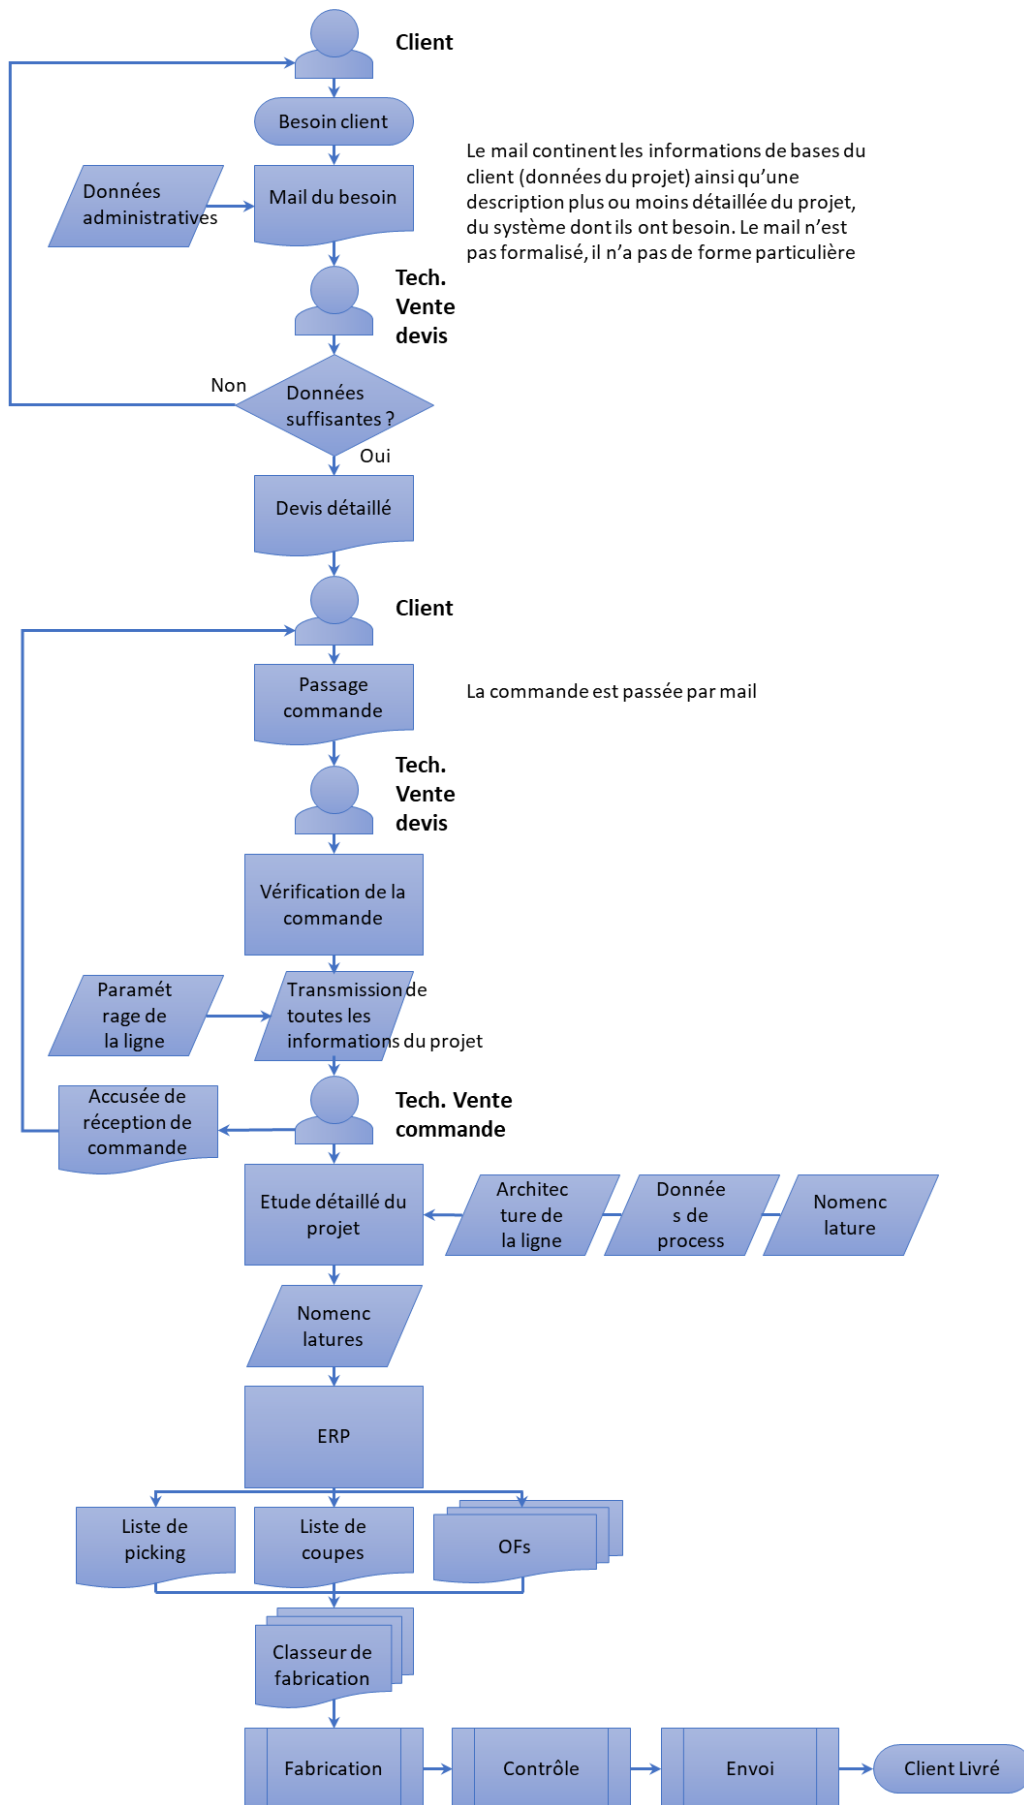 Client
Besoin client
Le mail continent les informations de bases du
client (données du projet) ainsi qu'une
description plus ou moins détaillée du projet,
du système dont ils ont besoin. Le mail n'est
pas formalisé, il n'a pas de forme particulière
Données
administratives
Mail du besoin
Tech.
Vente
devis
Non
Données
suffisantes ?
Oui
Devis détaillé
Client
Passage
commande
La commande est passée par mail
Tech.
Vente
devis
Vérification de la
commande
Paramét
rage de
la ligne
Transmission de
toutes les
informations du projet
Accusée de
réception de
commande
Tech. Vente
commande
Etude détaillé du
projet
Architec
ture de
la ligne
Donnée
s de
process
Nomenc
lature
Nomenc
latures
ERP
Liste de
picking
Liste de
coupes
OFs
Classeur de
fabrication
Fabrication
Contrôle
Envoi
Client Livré